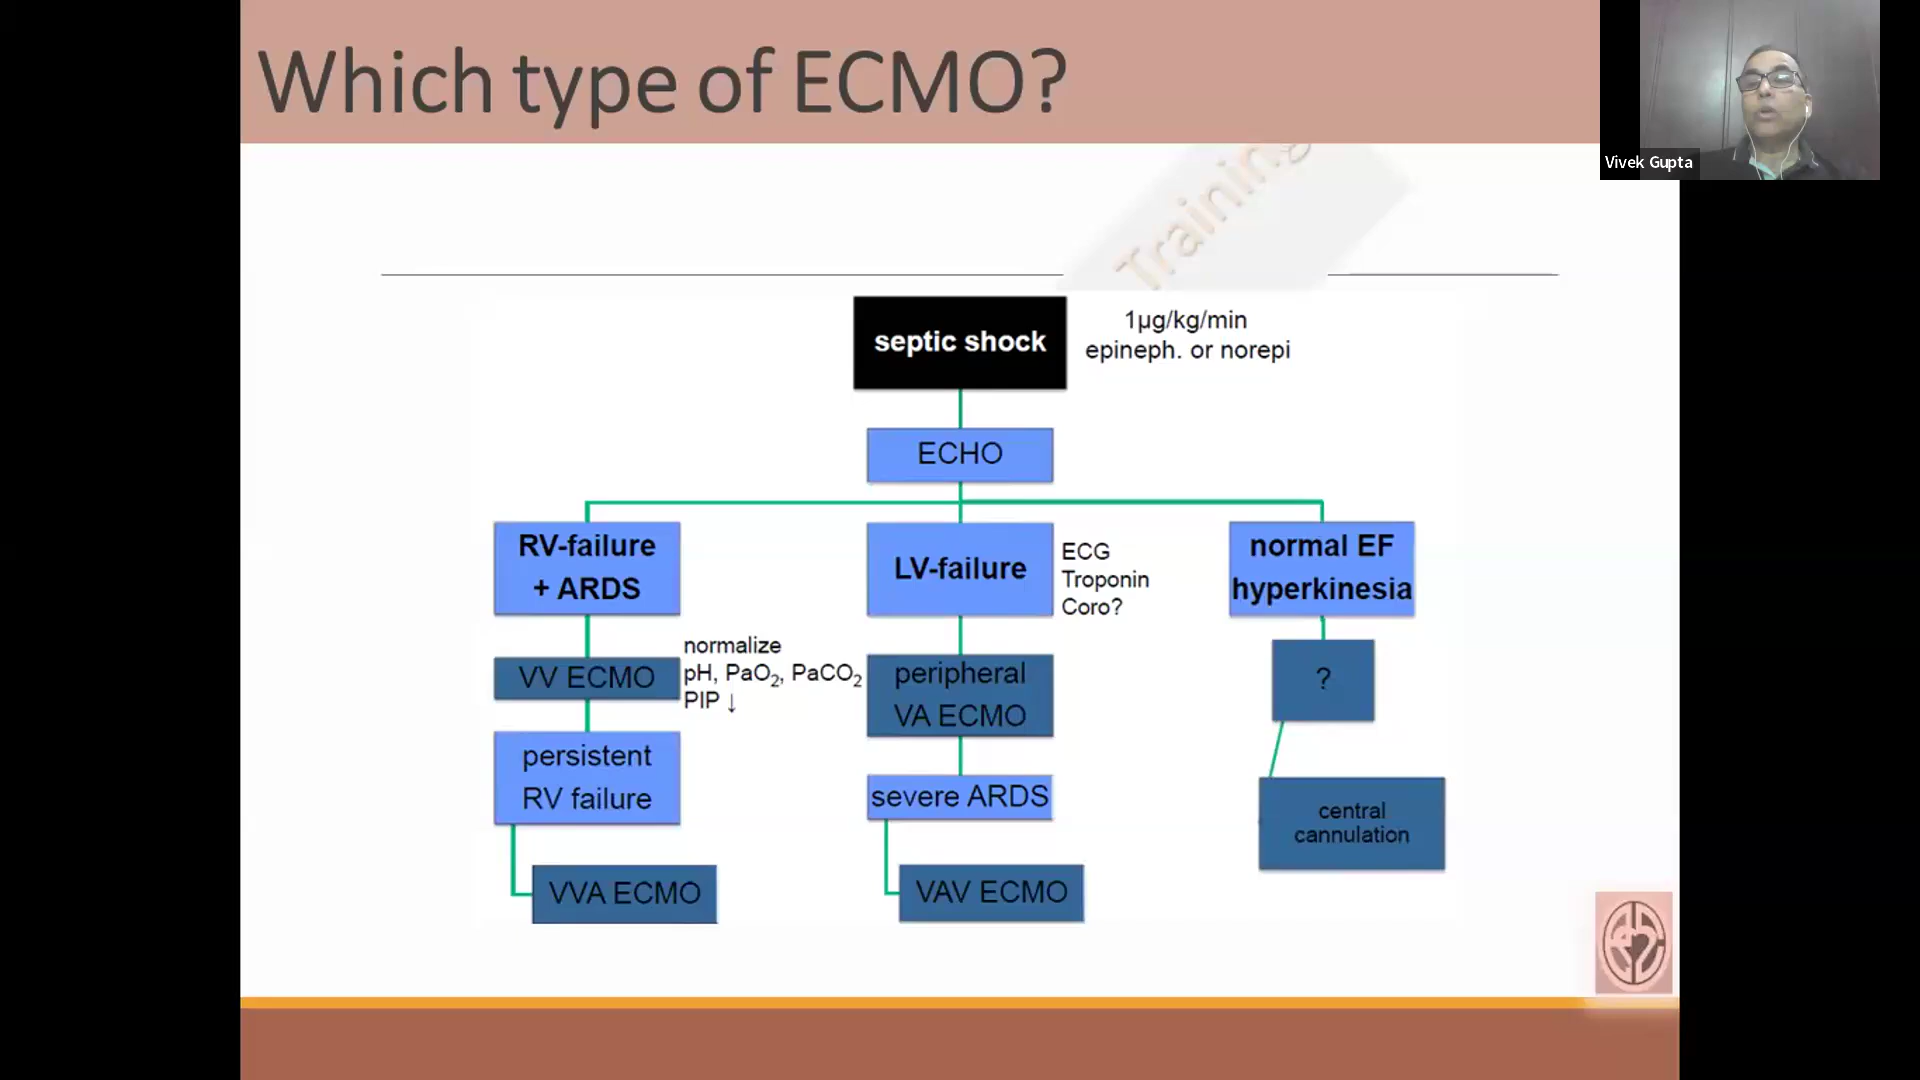 Which type of ECMO?
Vivek Gupta
Training
septic shock
1µg/kg/min
epineph. or norepi
ECHO
RV-failure
+ ARDS
LV-failure
ECG
Troponin
Coro?
normal EF
hyperkinesia
VV ECMO
normalize
pH, PaO₂, PaCO₂
PIP ↓
peripheral
VA ECMO
?
persistent
RV failure
severe ARDS
central
cannulation
VVA ECMO
VAV ECMO